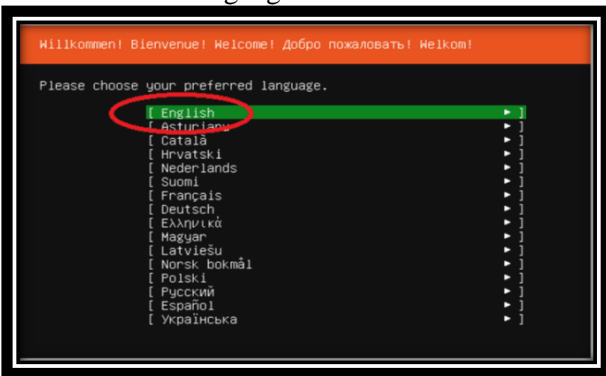 Willkommen! Bienvenue! Welcome! Добро пожаловать! Welkom!
Please choose your preferred language.
[ English ► ]
[ Asturianu ► ]
[ Català ► ]
[ Hrvatski ► ]
[ Nederlands ► ]
[ Suomi ► ]
[ Français ► ]
[ Deutsch ► ]
[ Ελληνικά ► ]
[ Magyar ► ]
[ Latviešu ► ]
[ Norsk bokmål ► ]
[ Polski ► ]
[ Русский ► ]
[ Español ► ]
[ Українська ► ]